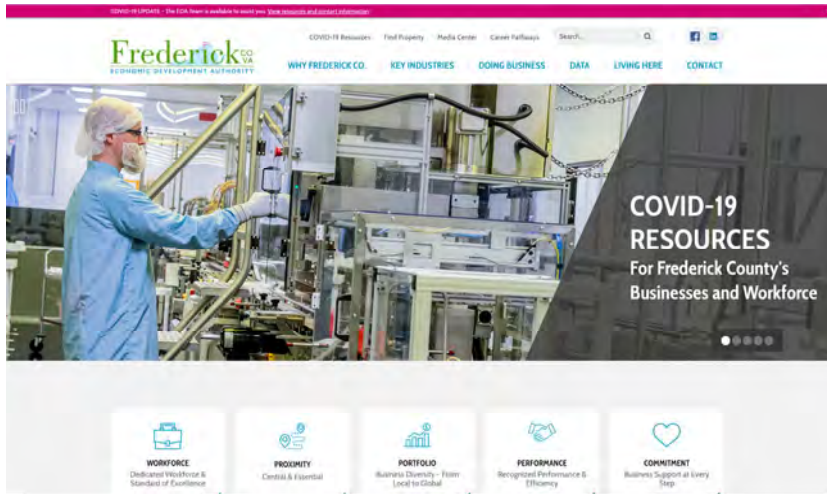 COVID-19 UPDATE - The EDA Team is available to assist you. View resources and contact information
COVID-19 Resources Find Property Media Center Career Pathways Search...
Frederick CO VA
ECONOMIC DEVELOPMENT AUTHORITY
WHY FREDERICK CO. KEY INDUSTRIES DOING BUSINESS DATA LIVING HERE CONTACT
COVID-19
RESOURCES
For Frederick County's
Businesses and Workforce
WORKFORCE
Dedicated Workforce &
Standard of Excellence
PROXIMITY
Central & Essential
PORTFOLIO
Business Diversity - From
Local to Global
PERFORMANCE
Recognized Performance &
Efficiency
COMMITMENT
Business Support at Every
Step